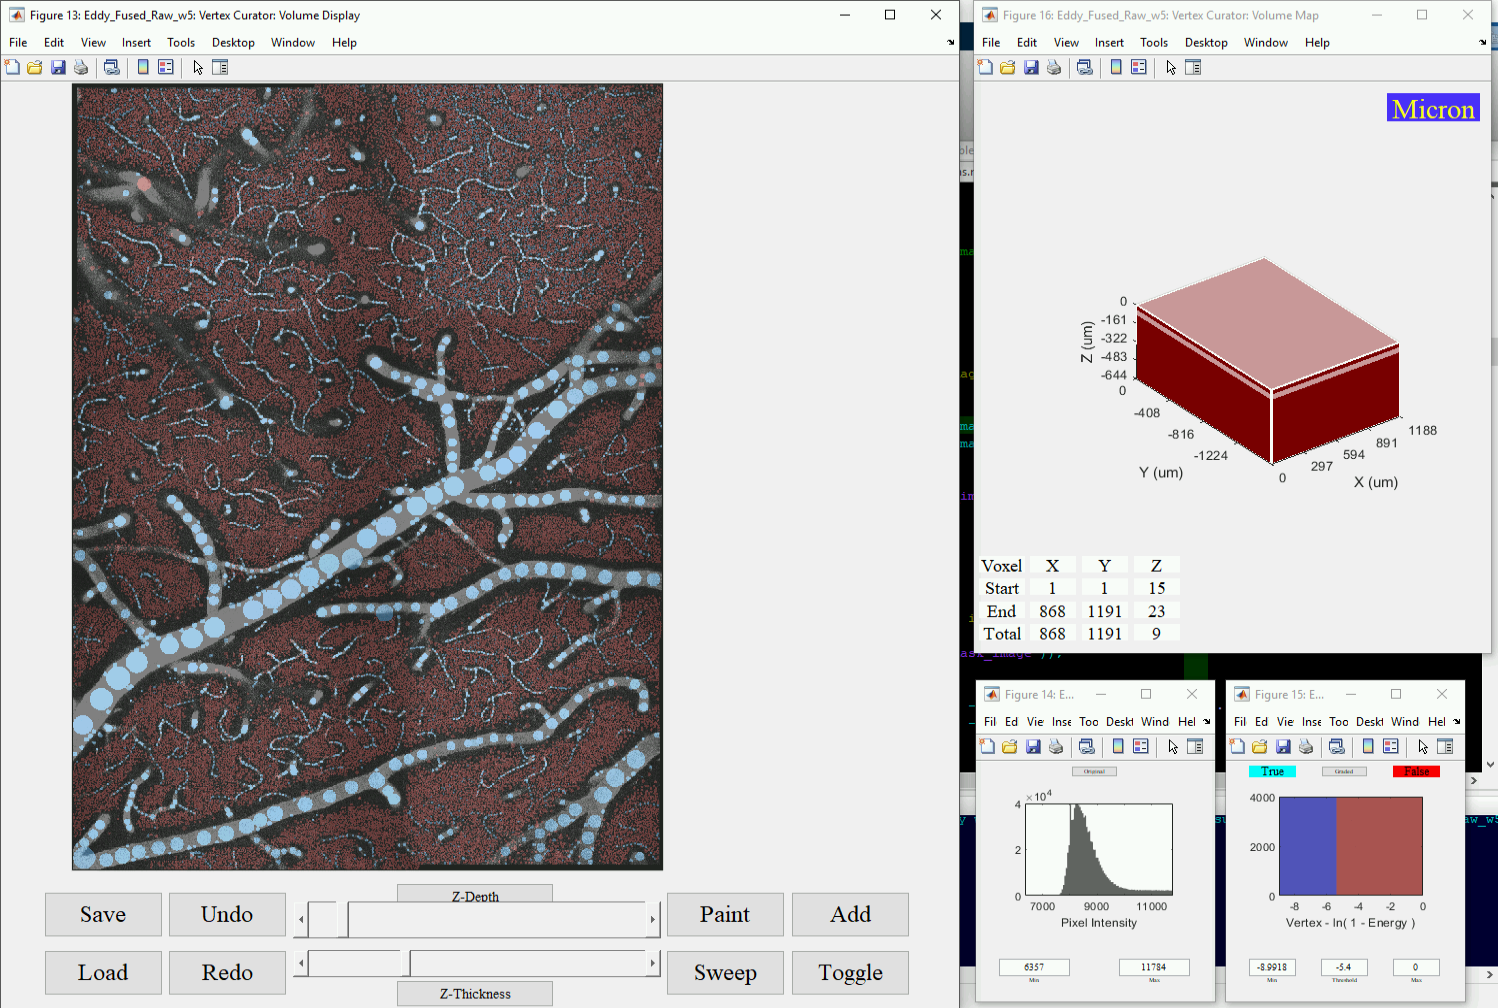 Figure 13: Eddy_Fused_Raw_w5: Vertex Curator: Volume Display
File Edit View Insert Tools Desktop Window Help
Z-Depth
Save Undo Paint Add
Load Redo Sweep Toggle
Z-Thickness
Figure 16: Eddy_Fused_Raw_w5: Vertex Curator: Volume Map
File Edit View Insert Tools Desktop Window Help
Micron
Z (um)
0
-161
-322
-483
-644
0
-408
-816
-1224
Y (um)
0
297
594
891
1188
X (um)
Voxel X Y Z
Start 1 1 15
End 868 1191 23
Total 868 1191 9
ask_image'));
Figure 14: E...
Fil Ed Vie Inse Too Deskt Wind Hel
Original
×10^4
4
2
0
7000 9000 11000
Pixel Intensity
6357 11784
Min Max
Figure 15: E...
Fil Ed Vie Inse Too Deskt Wind Hel
True Graded False
4000
2000
0
-8 -6 -4 -2 0
Vertex - ln( 1 - Energy )
-8.9918 -5.4 0
Min Threshold Max